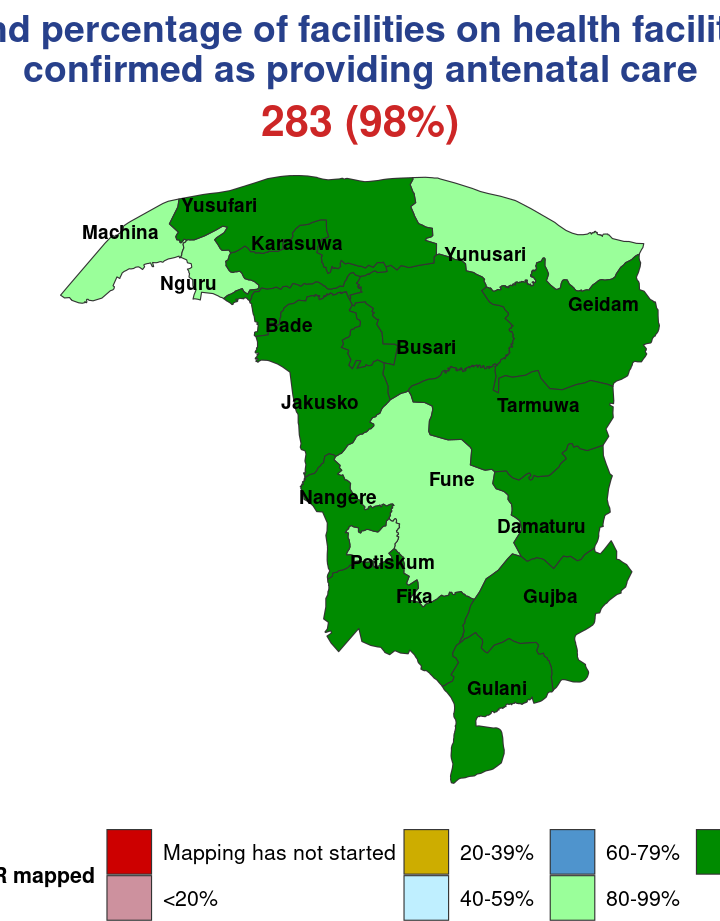 nd percentage of facilities on health facilit
confirmed as providing antenatal care
283 (98%)
Yusufari
Machina
Karasuwa
Yunusari
Nguru
Geidam
Bade
Busari
Jakusko
Tarmuwa
Fune
Nangere
Damaturu
Potiskum
Fika
Gujba
Gulani
Mapping has not started
20-39%
60-79%
R mapped
<20%
40-59%
80-99%